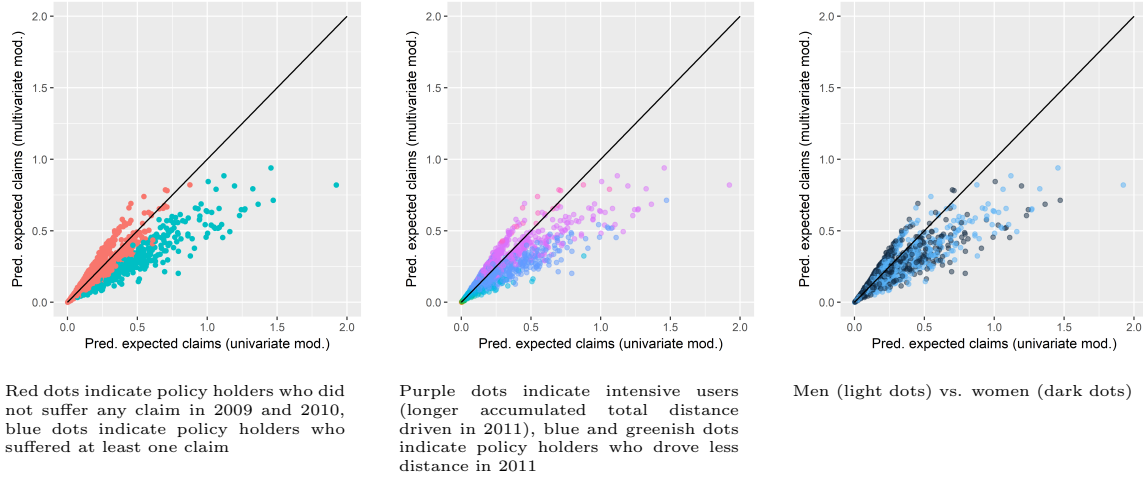 Pred. expected claims (multivariate mod.)
2.0
1.5
1.0
0.5
0.0
0.0 0.5 1.0 1.5 2.0
Pred. expected claims (univariate mod.)
Red dots indicate policy holders who did
not suffer any claim in 2009 and 2010,
blue dots indicate policy holders who
suffered at least one claim
Pred. expected claims (multivariate mod.)
2.0
1.5
1.0
0.5
0.0
0.0 0.5 1.0 1.5 2.0
Pred. expected claims (univariate mod.)
Purple dots indicate intensive users
(longer accumulated total distance
driven in 2011), blue and greenish dots
indicate policy holders who drove less
distance in 2011
Pred. expected claims (multivariate mod.)
2.0
1.5
1.0
0.5
0.0
0.0 0.5 1.0 1.5 2.0
Pred. expected claims (univariate mod.)
Men (light dots) vs. women (dark dots)